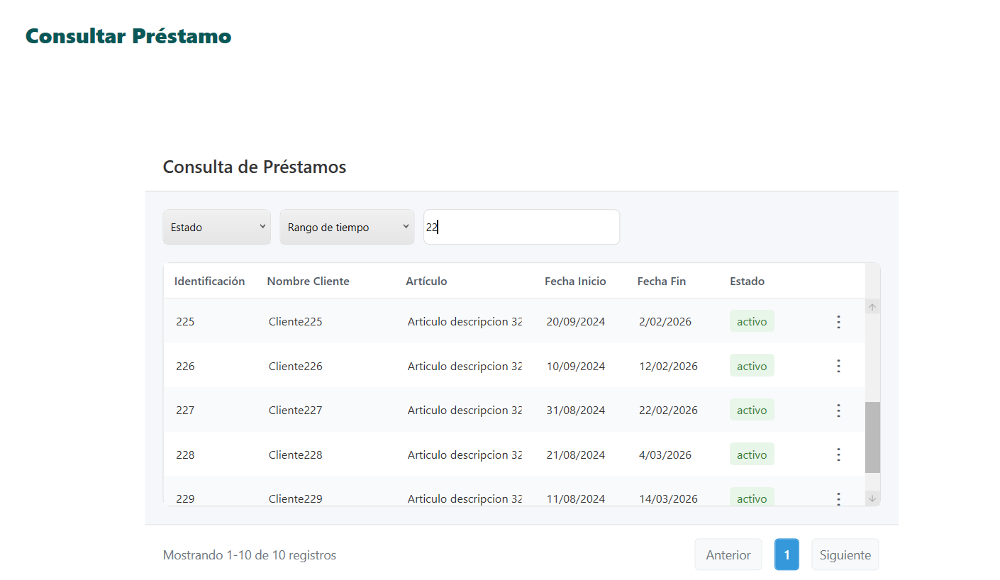 Consultar Préstamo
Consulta de Préstamos
Estado Rango de tiempo 22
Identificación Nombre Cliente Artículo Fecha Inicio Fecha Fin Estado
225 Cliente225 Articulo descripcion 32 20/09/2024 2/02/2026 activo
226 Cliente226 Articulo descripcion 32 10/09/2024 12/02/2026 activo
227 Cliente227 Articulo descripcion 32 31/08/2024 22/02/2026 activo
228 Cliente228 Articulo descripcion 32 21/08/2024 4/03/2026 activo
229 Cliente229 Articulo descripcion 32 11/08/2024 14/03/2026 activo
Mostrando 1-10 de 10 registros Anterior 1 Siguiente